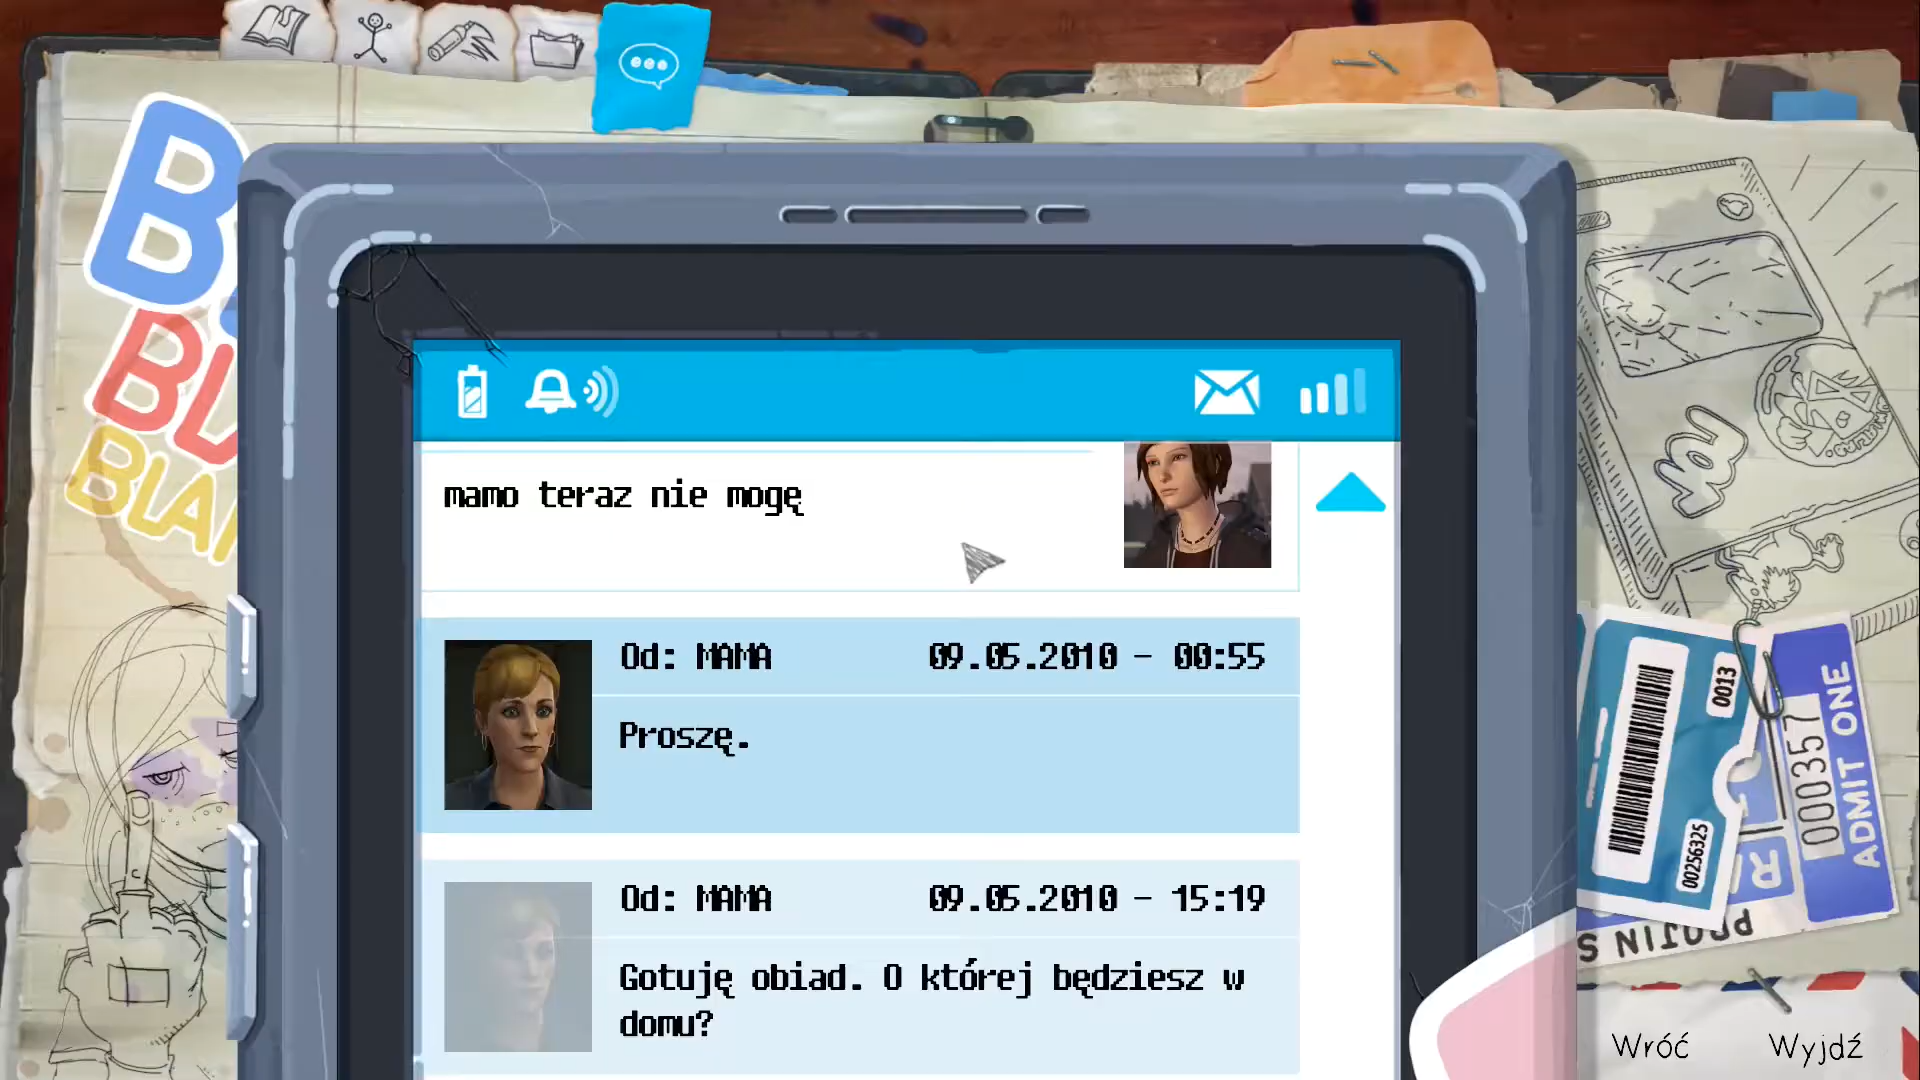 mamo teraz nie mogę
Od: MAMA 09.05.2010 - 00:55
Proszę.
Od: MAMA 09.05.2010 - 15:19
Gotuję obiad. O której będziesz w
domu?
0013
00256325
000357
ADMIT ONE
Wróć Wyjdź